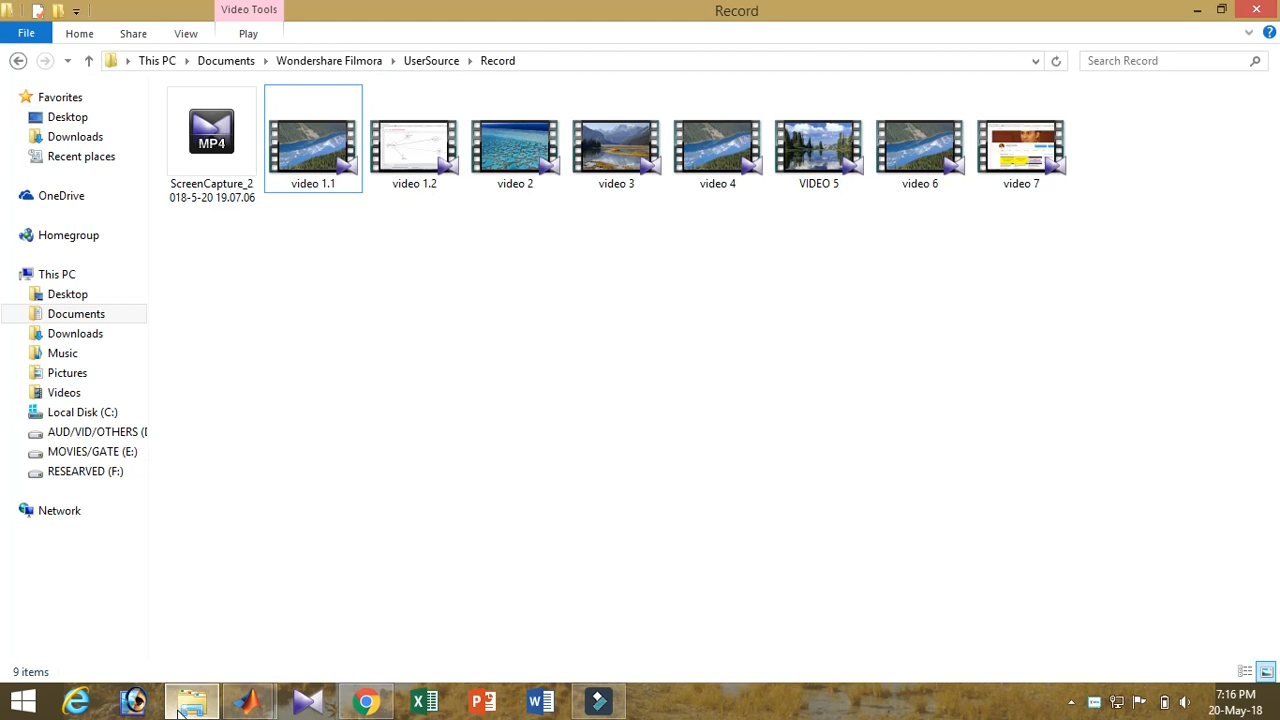 Video Tools
Record
File
Home
Share
View
Play
This PC
Documents
Wondershare Filmora
UserSource
Record
Search Record
Favorites
Desktop
Downloads
Recent places
OneDrive
Homegroup
This PC
Desktop
Documents
Downloads
Music
Pictures
Videos
Local Disk (C:)
AUD/VID/OTHERS (D
MOVIES/GATE (E:)
RESEARVED (F:)
Network
MP4
ScreenCapture_2
018-5-20 19.07.06
video 1.1
video 1.2
video 2
video 3
video 4
VIDEO 5
video 6
video 7
9 items
7:16 PM
20-May-18